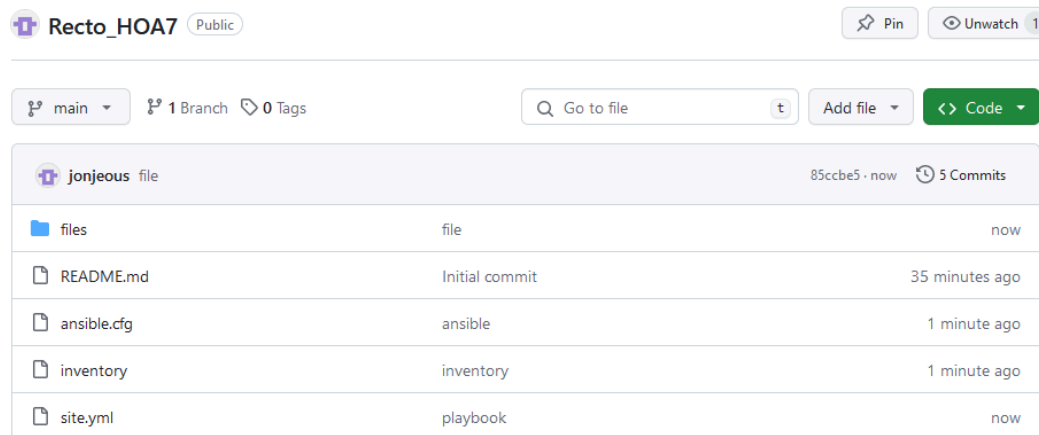 Recto_HOA7 Public Pin Unwatch 1
main 1 Branch 0 Tags Go to file t Add file Code
jonjeous file 85ccbe5 · now 5 Commits
files file now
README.md Initial commit 35 minutes ago
ansible.cfg ansible 1 minute ago
inventory inventory 1 minute ago
site.yml playbook now